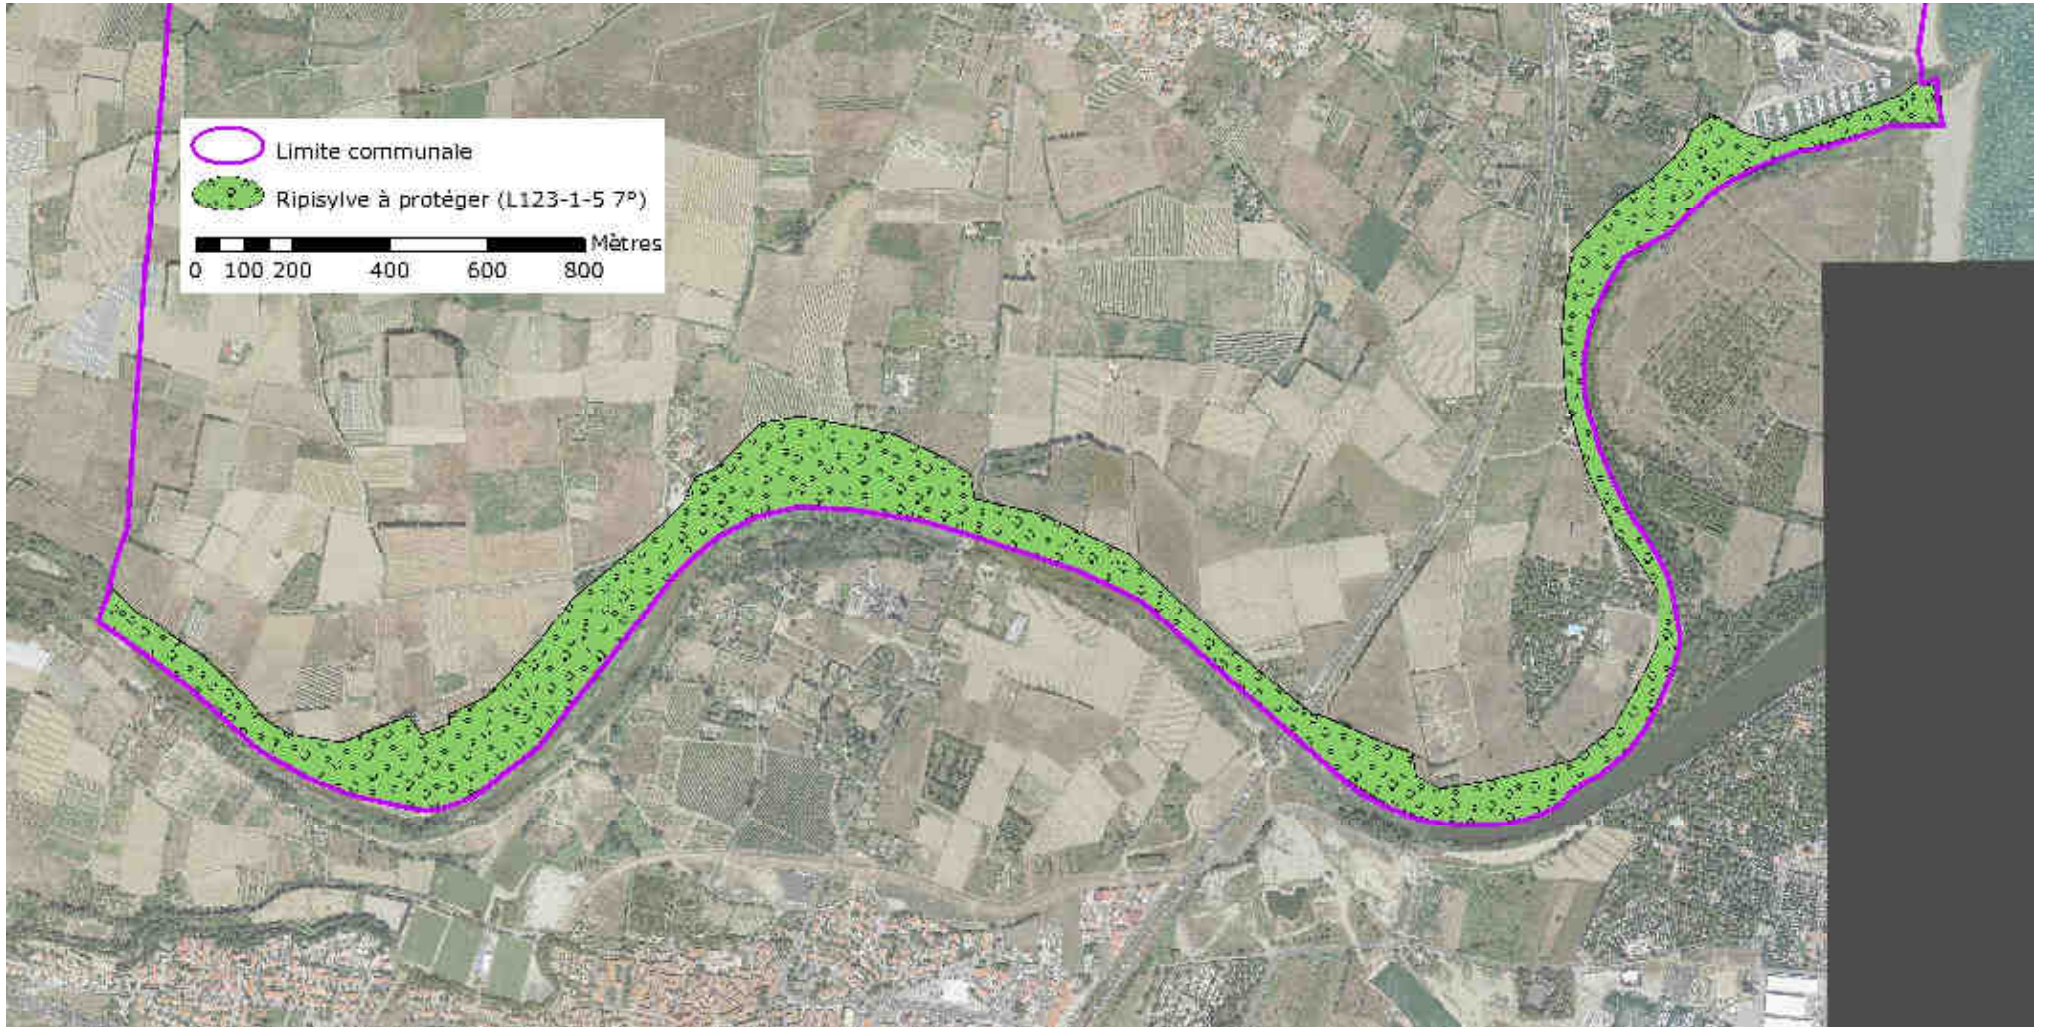 Limite communale
Ripisylve à protéger (L123-1-5 7°)
Mètres
0 100 200 400 600 800